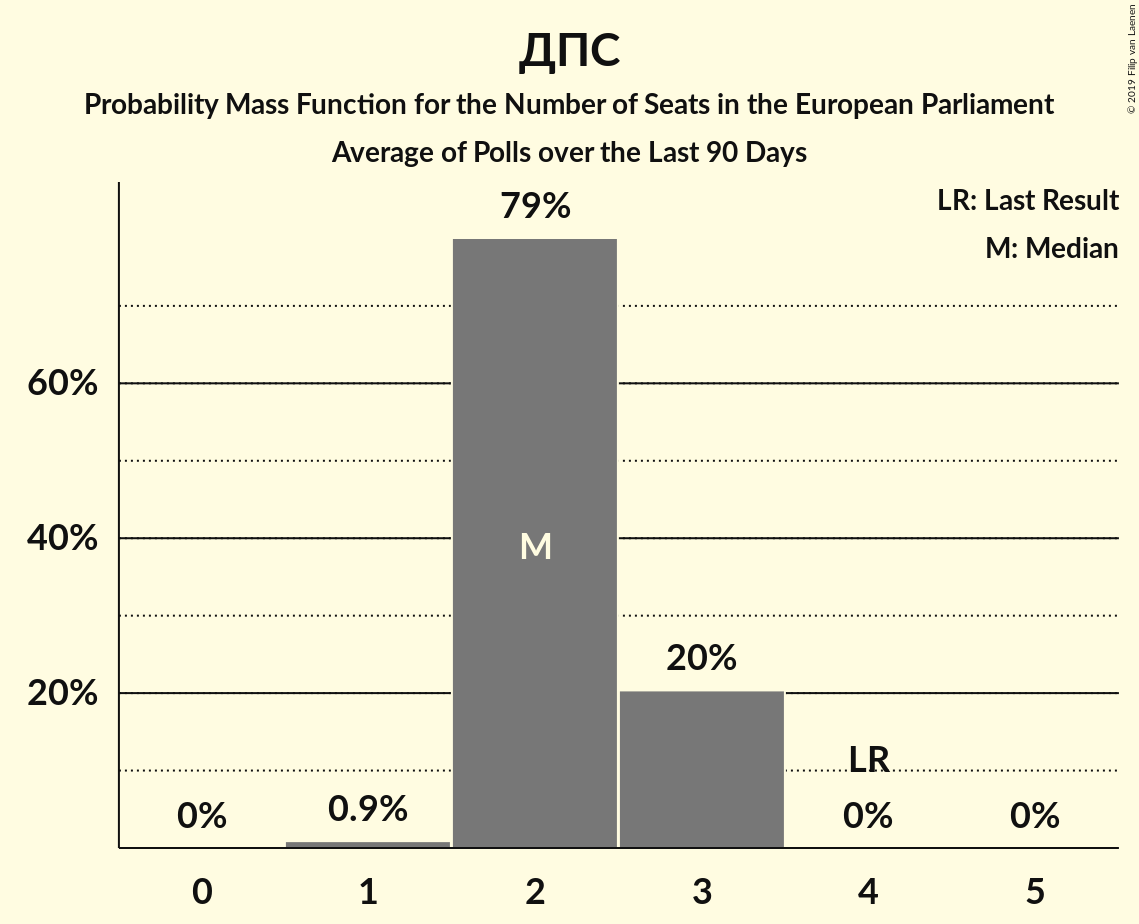 ДПС
Probability Mass Function for the Number of Seats in the European Parliament
Average of Polls over the Last 90 Days
© 2019 Filip van Laenen
LR: Last Result
M: Median
79%
60%
40%
M
20%
20%
LR
0%
0.9%
0%
0%
0 1 2 3 4 5